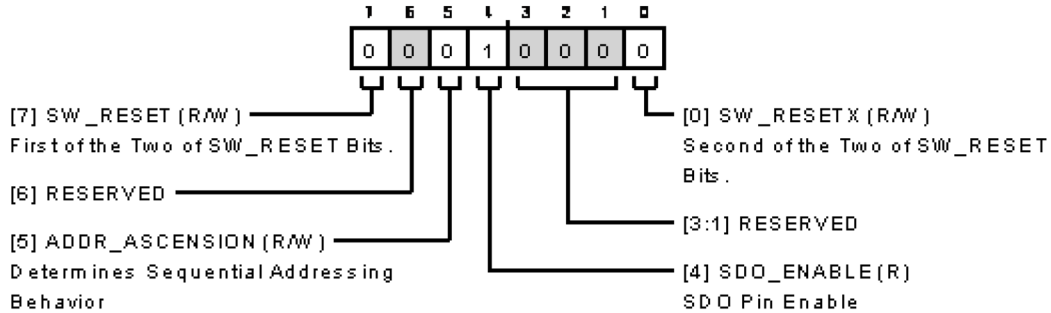 7 6 5 4 3 2 1 0
0 0 0 1 0 0 0 0
[7] SW_RESET (R/W)
First of the Two of SW_RESET Bits.
[6] RESERVED
[5] ADDR_ASCENSION (R/W)
Determines Sequential Addressing
Behavior
[0] SW_RESETX (R/W)
Second of the Two of SW_RESET
Bits.
[3:1] RESERVED
[4] SDO_ENABLE (R)
SDO Pin Enable